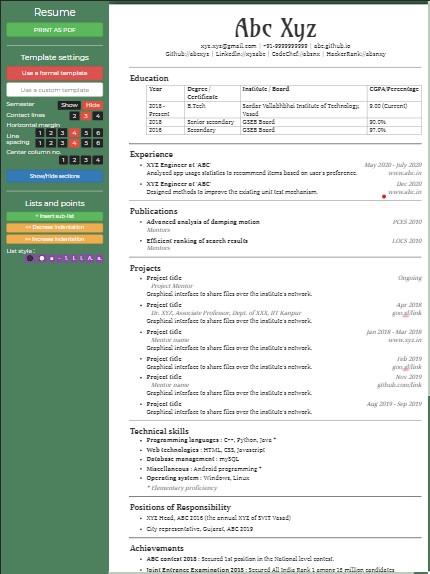 Resume
PRINT AS PDF
Template settings
Use a formal template
Use a custom template
Semester Show Hide
Contact lines 2 3 4
Horizontal margin
1 2 3 4 5 6
Line spacing 1 2 3 4 5 6
Center column no.
1 2 3 4
Show/Hide sections
Lists and points
+ Insert sub-list
<< Decrease Indentation
>> Increase Indentation
List style :
Abc Xyz
xyz.xyz@gmail.com | +91-9999999999 | abc.github.io
Github://abcxyz | LinkedIn://xyzabc | CodeChef://abanx | HackerRank://abanxy
Education
Year Degree / Certificate Institute / Board CGPA/Percentage
2018 - Present B.Tech Sardar Vallabhbhai Institute of Technology, Vasad 9.00 (Current)
2018 Senior secondary GSEB Board 90.0%
2016 Secondary GSEB Board 97.0%
Experience
• XYZ Engineer at 'ABC' May 2020 - July 2020
Analysed app usage statistics to recommend items based on user's preference. www.abc.in
• XYZ Engineer at 'ABC' Dec 2020
Designed methods to improve the existing unit test mechanism. www.abc.in
Publications
• Advanced analysis of damping motion PCES 2010
Mentors
• Efficient ranking of search results LOCS 2010
Mentors
Projects
• Project title Ongoing
Project Mentor
Graphical interface to share files over the institute's network.
• Project title Apr 2018
Dr. XYZ, Associate Professor, Dept. of XXX, IIT Kanpur goo.gl/link
Graphical interface to share files over the institute's network.
• Project title Jan 2018 - Mar 2018
Mentor name www.xyz.in
Graphical interface to share files over the institute's network.
• Project title Feb 2019
Graphical interface to share files over the institute's network. goo.gl/link
• Project title Nov 2019
Mentor name github.com/link
Graphical interface to share files over the institute's network.
• Project title Aug 2019 - Sep 2019
Graphical interface to share files over the institute's network.
Technical skills
• Programming languages : C++, Python, Java *
• Web technologies : HTML, CSS, Javascript
• Database management : mySQL
• Miscellaneous : Android programming *
• Operating system : Windows, Linux
* Elementary proficiency
Positions of Responsibility
• XYZ Head, ABC 2016 (the annual XYZ of SVIT Vasad)
• City representative, Gujarat, ABC 2019
Achievements
• ABC contest 2018 : Secured 1st position in the National level contest.
• Joint Entrance Examination 2018 : Secured All India Rank 1 among 15 million candidates